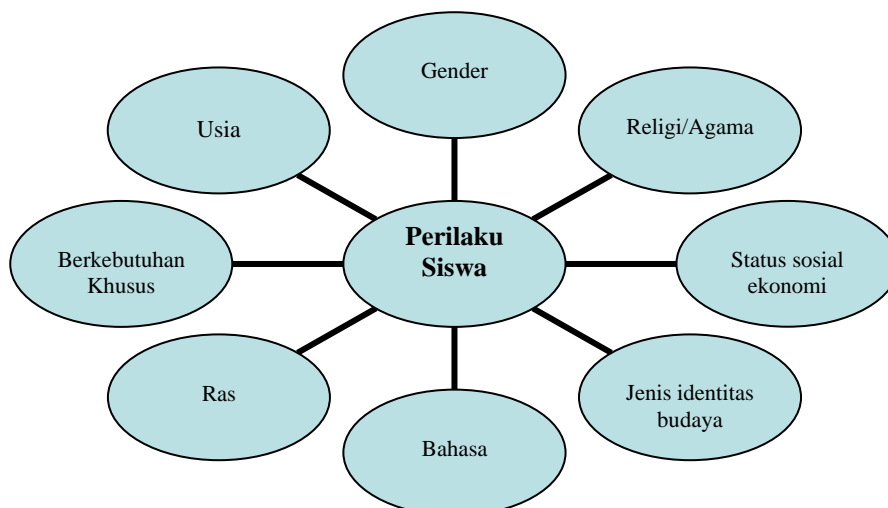 Gender
Usia
Religi/Agama
Perilaku
Siswa
Berkebutuhan
Khusus
Status sosial
ekonomi
Ras
Jenis identitas
budaya
Bahasa